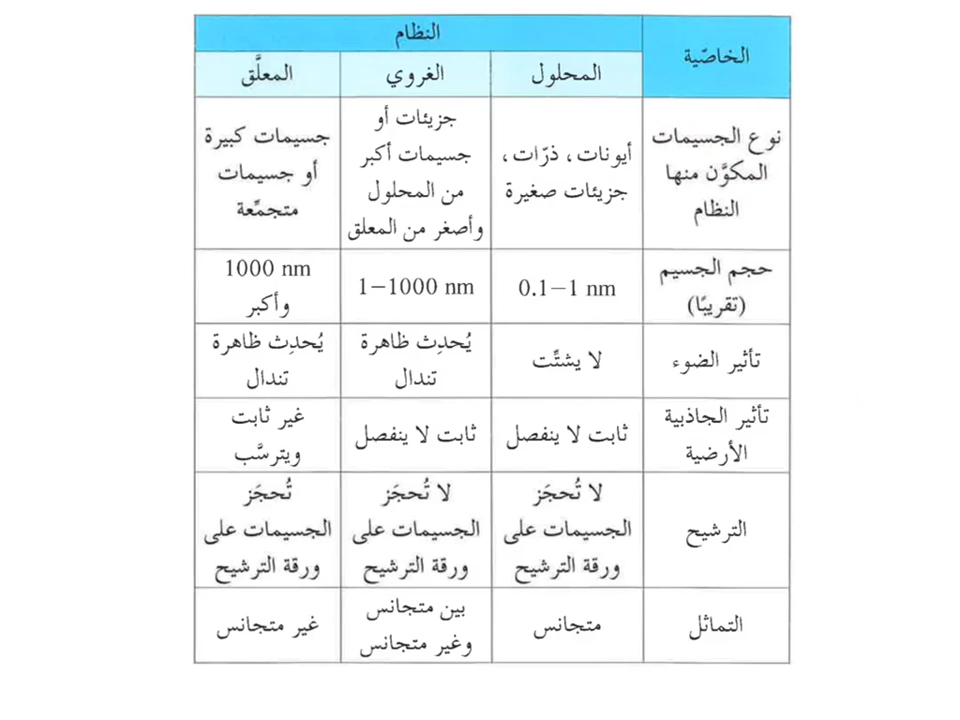 الخاصّية
النظام
المحلول
الغروي
المعلَّق
نوع الجسيمات
المكوَّن منها
النظام
أيونات، ذرّات،
جزيئات صغيرة
جزيئات أو
جسيمات أكبر
من المحلول
وأصغر من المعلق
جسيمات كبيرة
أو جسيمات
متجمِّعة
حجم الجسيم
(تقريبًا)
0.1–1 nm
1–1000 nm
1000 nm
وأكبر
تأثير الضوء
لا يشتِّت
يُحدِث ظاهرة
تندال
يُحدِث ظاهرة
تندال
تأثير الجاذبية
الأرضية
ثابت لا ينفصل
ثابت لا ينفصل
غير ثابت
ويترسَّب
الترشيح
لا تُحجَز
الجسيمات على
ورقة الترشيح
لا تُحجَز
الجسيمات على
ورقة الترشيح
تُحجَز
الجسيمات على
ورقة الترشيح
التماثل
متجانس
بين متجانس
وغير متجانس
غير متجانس